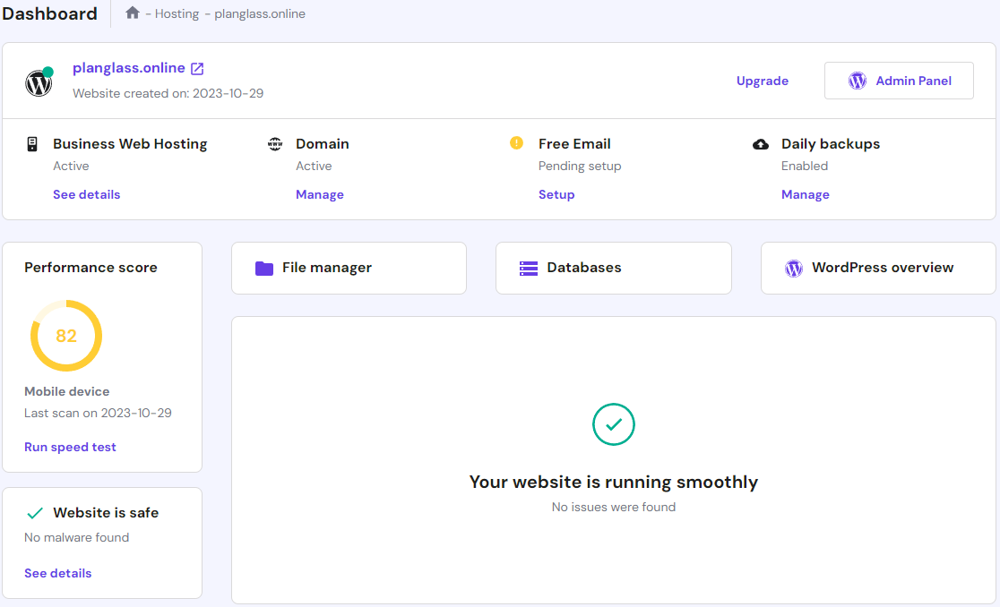 Dashboard
– Hosting – planglass.online
planglass.online
Website created on: 2023-10-29
Upgrade
Admin Panel
Business Web Hosting
Active
See details
Domain
Active
Manage
Free Email
Pending setup
Setup
Daily backups
Enabled
Manage
Performance score
82
Mobile device
Last scan on 2023-10-29
Run speed test
Website is safe
No malware found
See details
File manager
Databases
WordPress overview
Your website is running smoothly
No issues were found